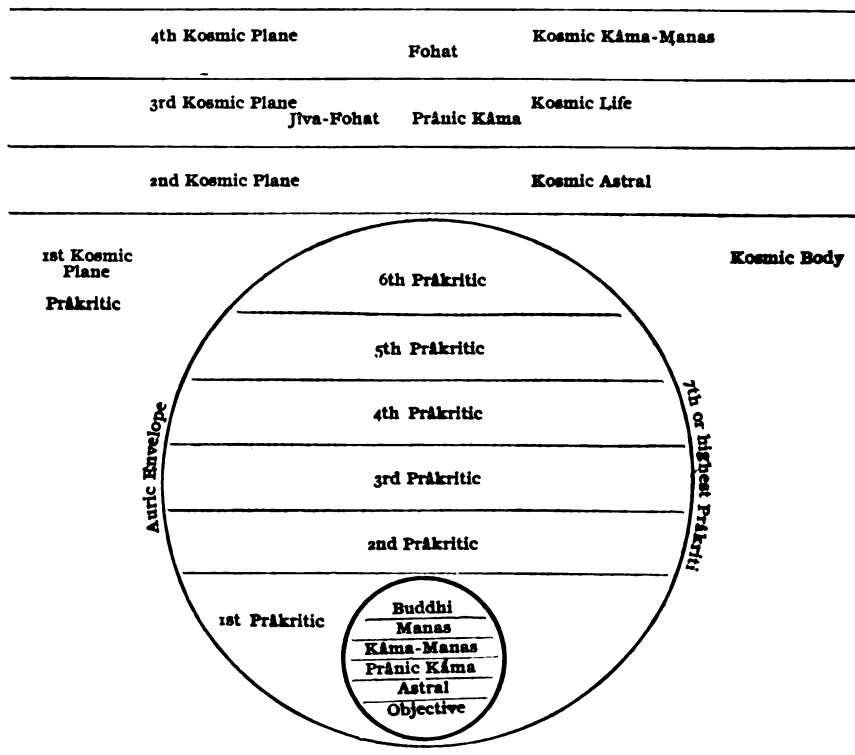 4th Kosmic Plane Fohat Kosmic Kâma-Manas
3rd Kosmic Plane Kosmic Life
Jîva-Fohat Prânic Kâma
2nd Kosmic Plane Kosmic Astral
1st Kosmic
Plane
Prâkritic
Kosmic Body
6th Prâkritic
5th Prâkritic
4th Prâkritic
3rd Prâkritic
2nd Prâkritic
Auric Envelope
7th or highest Prâkriti
1st Prâkritic
Buddhi
Manas
Kâma-Manas
Prânic Kâma
Astral
Objective